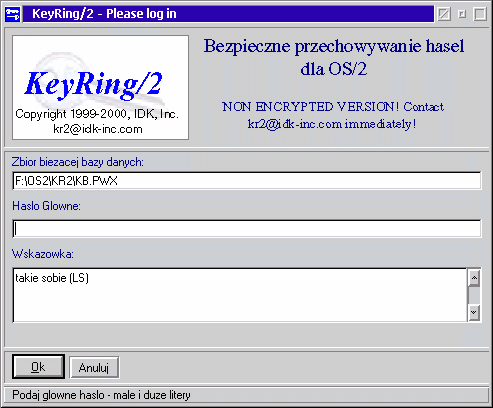 KeyRing/2 - Please log in
KeyRing/2
Copyright 1999-2000, IDK, Inc.
kr2@idk-inc.com
Bezpieczne przechowywanie hasel
dla OS/2
NON ENCRYPTED VERSION! Contact
kr2@idk-inc.com immediately!
Zbior biezacej bazy danych:
F:\OS2\KR2\KB.PWX
Haslo Glowne:
Wskazowka:
takie sobie (LS)
Ok
Anuluj
Podaj glowne haslo - male i duze litery